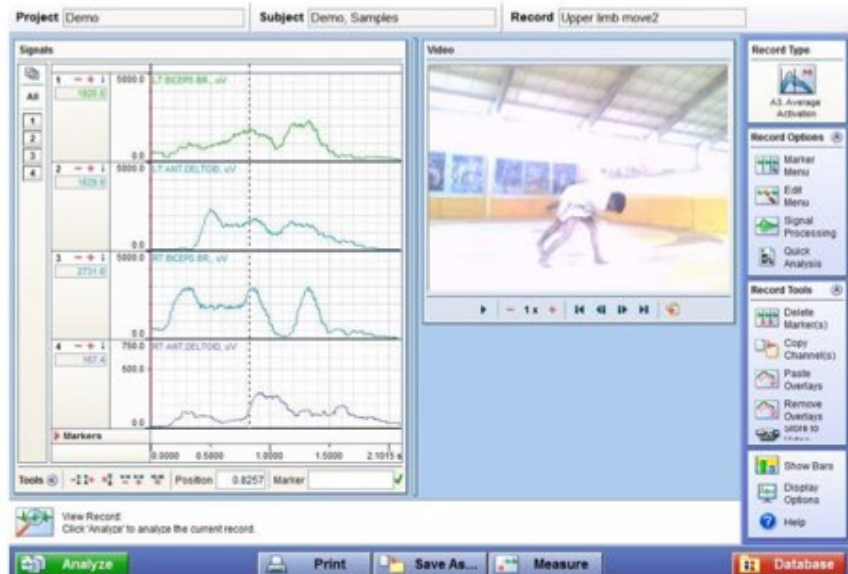 Project Demo Subject Demo, Samples Record Upper limb move2
Signals
All
1
2
3
4
1 - + 5000.0 LT BICEPS BR., uV
0.0
2 - + 5000.0 LT ANT.DELTOID, uV
0.0
3 - + 5000.0 RT BICEPS BR., uV
2731.0
0.0
4 - + 750.0 RT ANT.DELTOID, uV
167.4
500.0
0.0
Markers
0.0000 0.5000 1.0000 1.5000 2.1015 s
Tools Position 0.8257 Marker
Video
- 1x +
Record Type
A3. Average
Activation
Record Options
Marker
Menu
Edit
Menu
Signal
Processing
Quick
Analysis
Record Tools
Delete
Marker(s)
Copy
Channel(s)
Paste
Overlays
Remove
Overlays
Store to
Show Bars
Display
Options
Help
View Record:
Click 'Analyze' to analyze the current record.
Analyze Print Save As... Measure Database